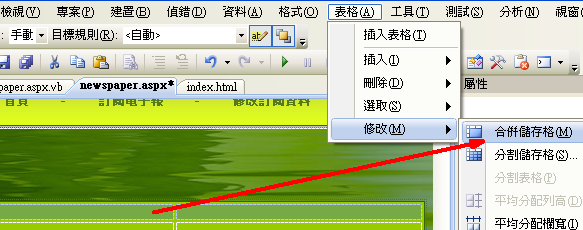 檢視(V) 專案(P) 建置(B) 偵錯(D) 資料(A) 格式(O) 表格(A) 工具(T) 測試(S) 分析(N) 視窗
手動 目標規則(R): <自動>
插入表格(T)
插入(I)
刪除(D)
選取(S)
修改(M)
paper.aspx.vb newspaper.aspx* index.html
屬性
首頁 - 訂閱電子報 - 修改訂閱資料
合併儲存格(M)
分割儲存格(S)...
分割表格(P)
平均分配列高(D)
平均分配欄寬(U)